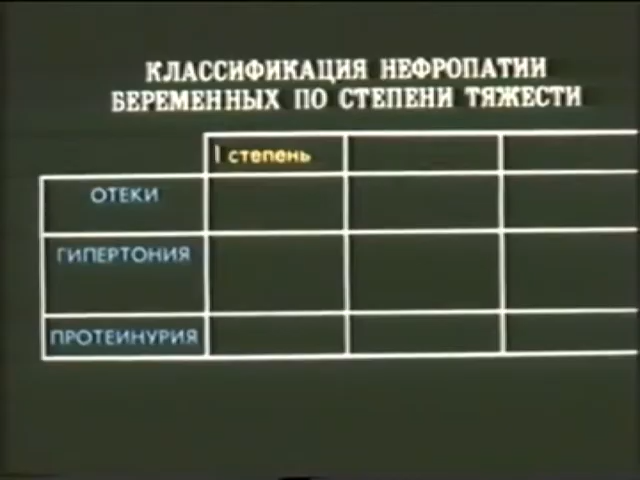 КЛАССИФИКАЦИЯ НЕФРОПАТИИ
БЕРЕМЕННЫХ ПО СТЕПЕНИ ТЯЖЕСТИ
I степень
ОТЕКИ
ГИПЕРТОНИЯ
ПРОТЕИНУРИЯ